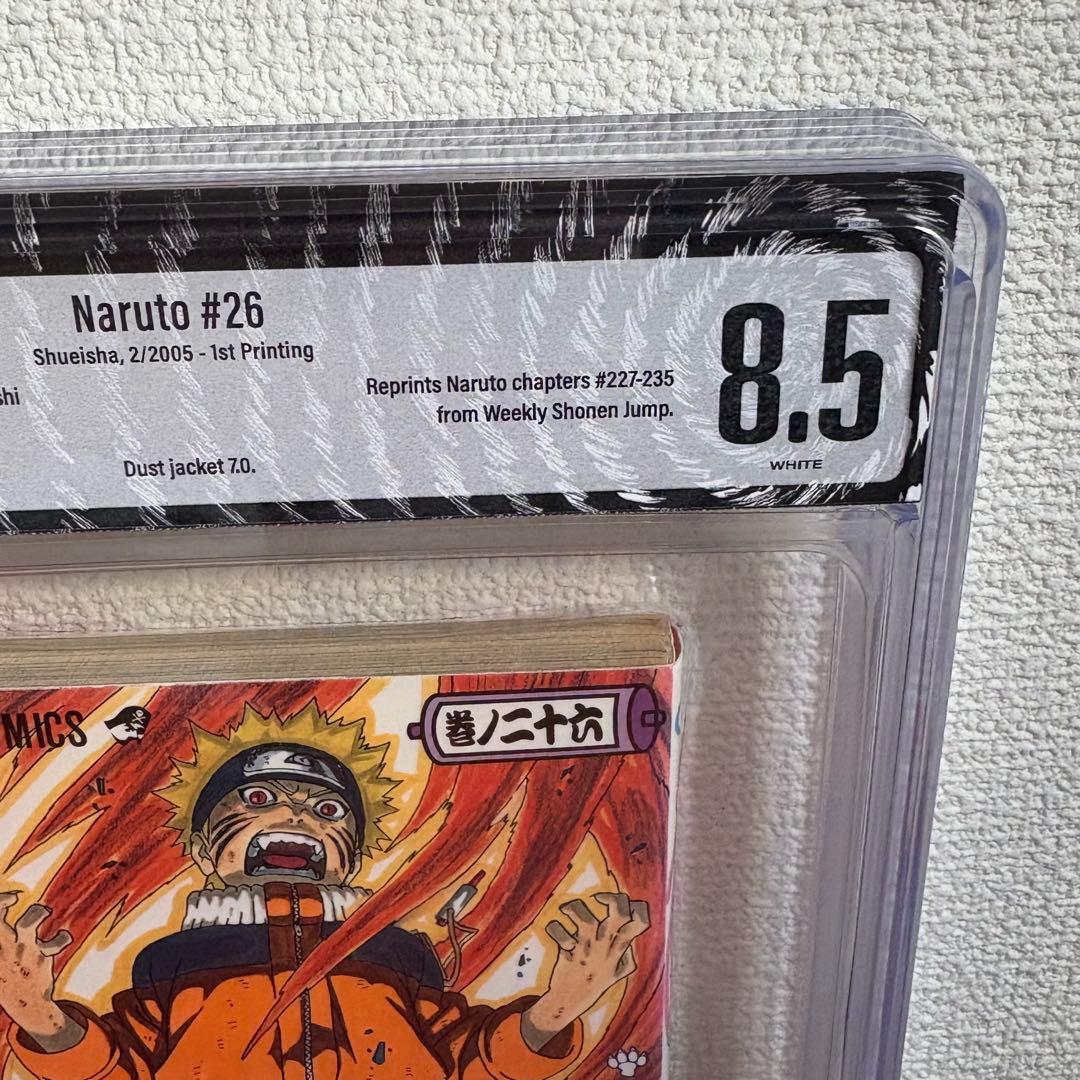 Naruto #26
Shueisha, 2/2005 - 1st Printing
shi
Reprints Naruto chapters #227-235
from Weekly Shonen Jump.
Dust jacket 7.0.
8.5
WHITE
MICS
巻ノ二十六